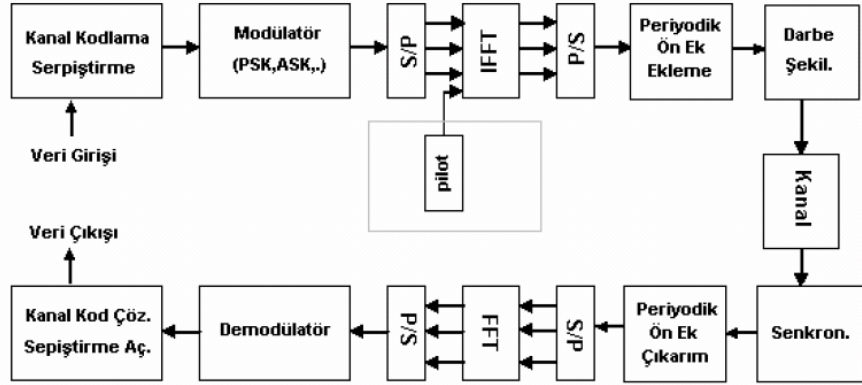 Kanal Kodlama
Serpiştirme
Modülatör
(PSK,ASK,.)
S/P
IFFT
P/S
Periyodik
Ön Ek
Ekleme
Darbe
Şekil.
Veri Girişi
pilot
Kanal
Veri Çıkışı
Kanal Kod Çöz.
Sepiştirme Aç.
Demodülatör
P/S
FFT
S/P
Periyodik
Ön Ek
Çıkarım
Senkron.